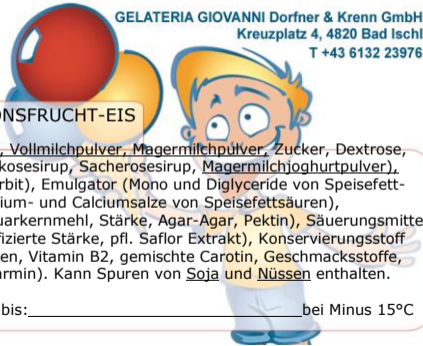 GELATERIA GIOVANNI Dorfner & Krenn GmbH
Kreuzplatz 4, 4820 Bad Ischl
T +43 6132 23976
ONSFRUCHT-EIS
, Vollmilchpulver, Magermilchpulver, Zucker, Dextrose,
kosesirup, Sacherosesirup, Magermilchjoghurtpulver),
rbit), Emulgator (Mono und Diglyceride von Speisefett-
ium- und Calciumsalze von Speisefettsäuren),
uarkernmehl, Stärke, Agar-Agar, Pektin), Säuerungsmitte
fizierte Stärke, pfl. Saflor Extrakt), Konservierungsstoff
en, Vitamin B2, gemischte Carotin, Geschmacksstoffe,
armin). Kann Spuren von Soja und Nüssen enthalten.
bis: bei Minus 15°C